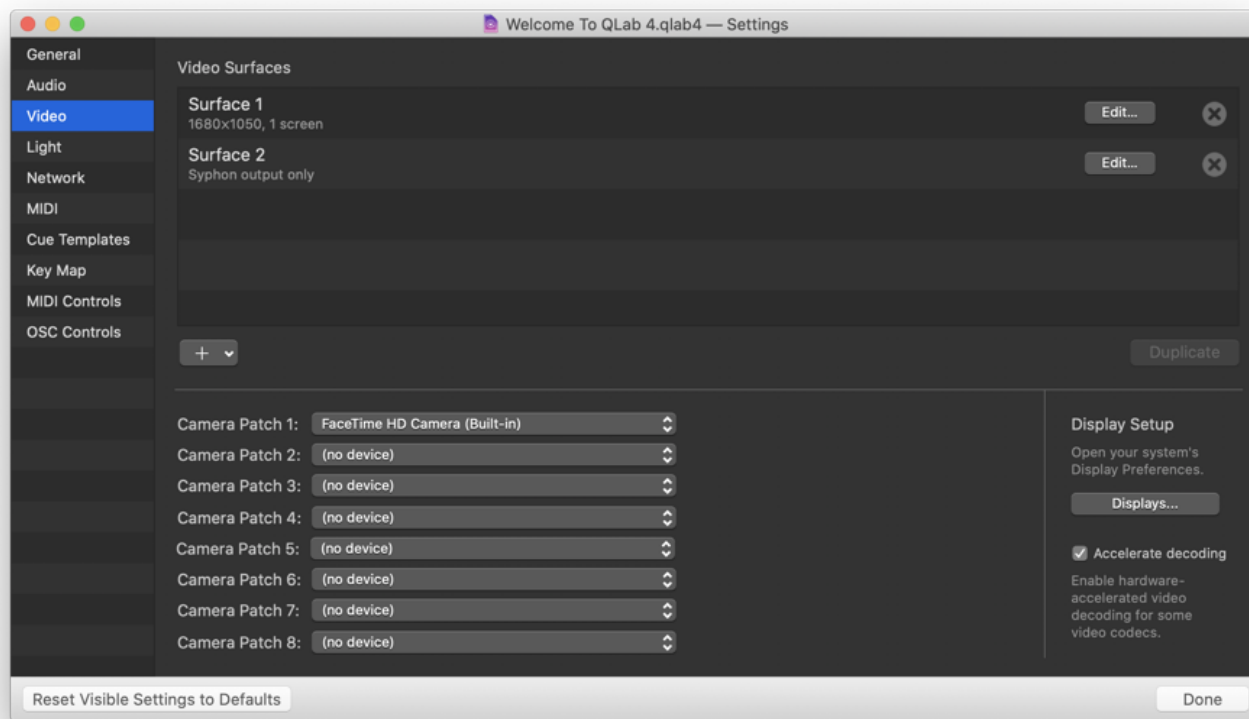 Welcome To QLab 4.qlab4 — Settings
General
Audio
Video
Light
Network
MIDI
Cue Templates
Key Map
MIDI Controls
OSC Controls
Video Surfaces
Surface 1
1680x1050, 1 screen
Edit...
Surface 2
Syphon output only
Edit...
+
Duplicate
Camera Patch 1: FaceTime HD Camera (Built-in)
Camera Patch 2: (no device)
Camera Patch 3: (no device)
Camera Patch 4: (no device)
Camera Patch 5: (no device)
Camera Patch 6: (no device)
Camera Patch 7: (no device)
Camera Patch 8: (no device)
Display Setup
Open your system's
Display Preferences.
Displays...
Accelerate decoding
Enable hardware-
accelerated video
decoding for some
video codecs.
Reset Visible Settings to Defaults
Done